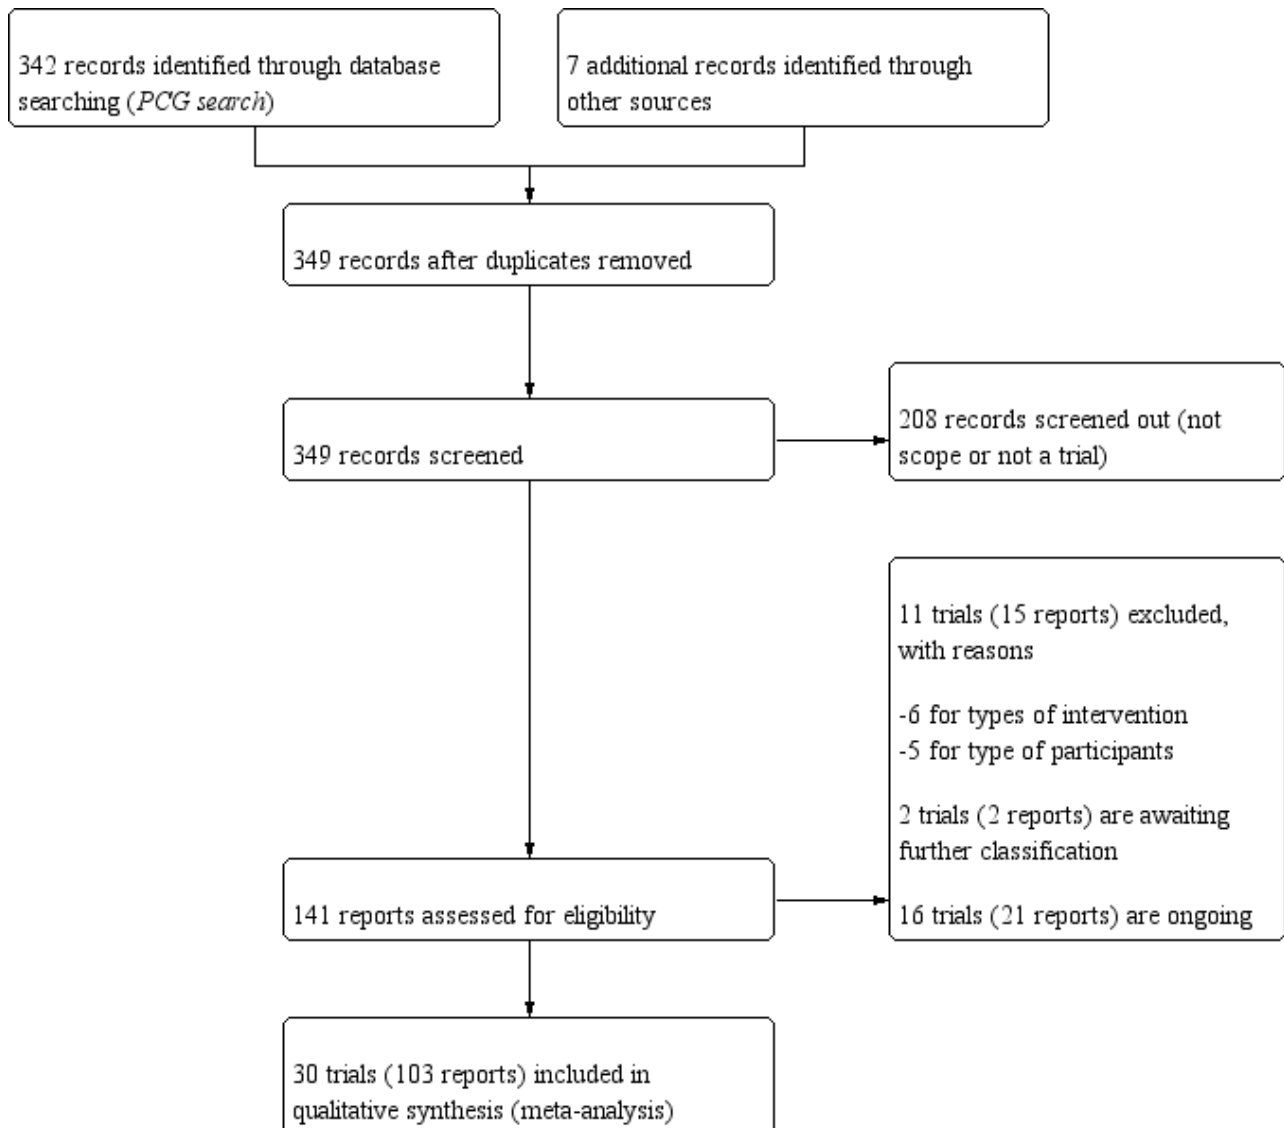 342 records identified through database
searching (PCG search)
7 additional records identified through
other sources
349 records after duplicates removed
349 records screened
208 records screened out (not
scope or not a trial)
11 trials (15 reports) excluded,
with reasons
-6 for types of intervention
-5 for type of participants
2 trials (2 reports) are awaiting
further classification
16 trials (21 reports) are ongoing
141 reports assessed for eligibility
30 trials (103 reports) included in
qualitative synthesis (meta-analysis)